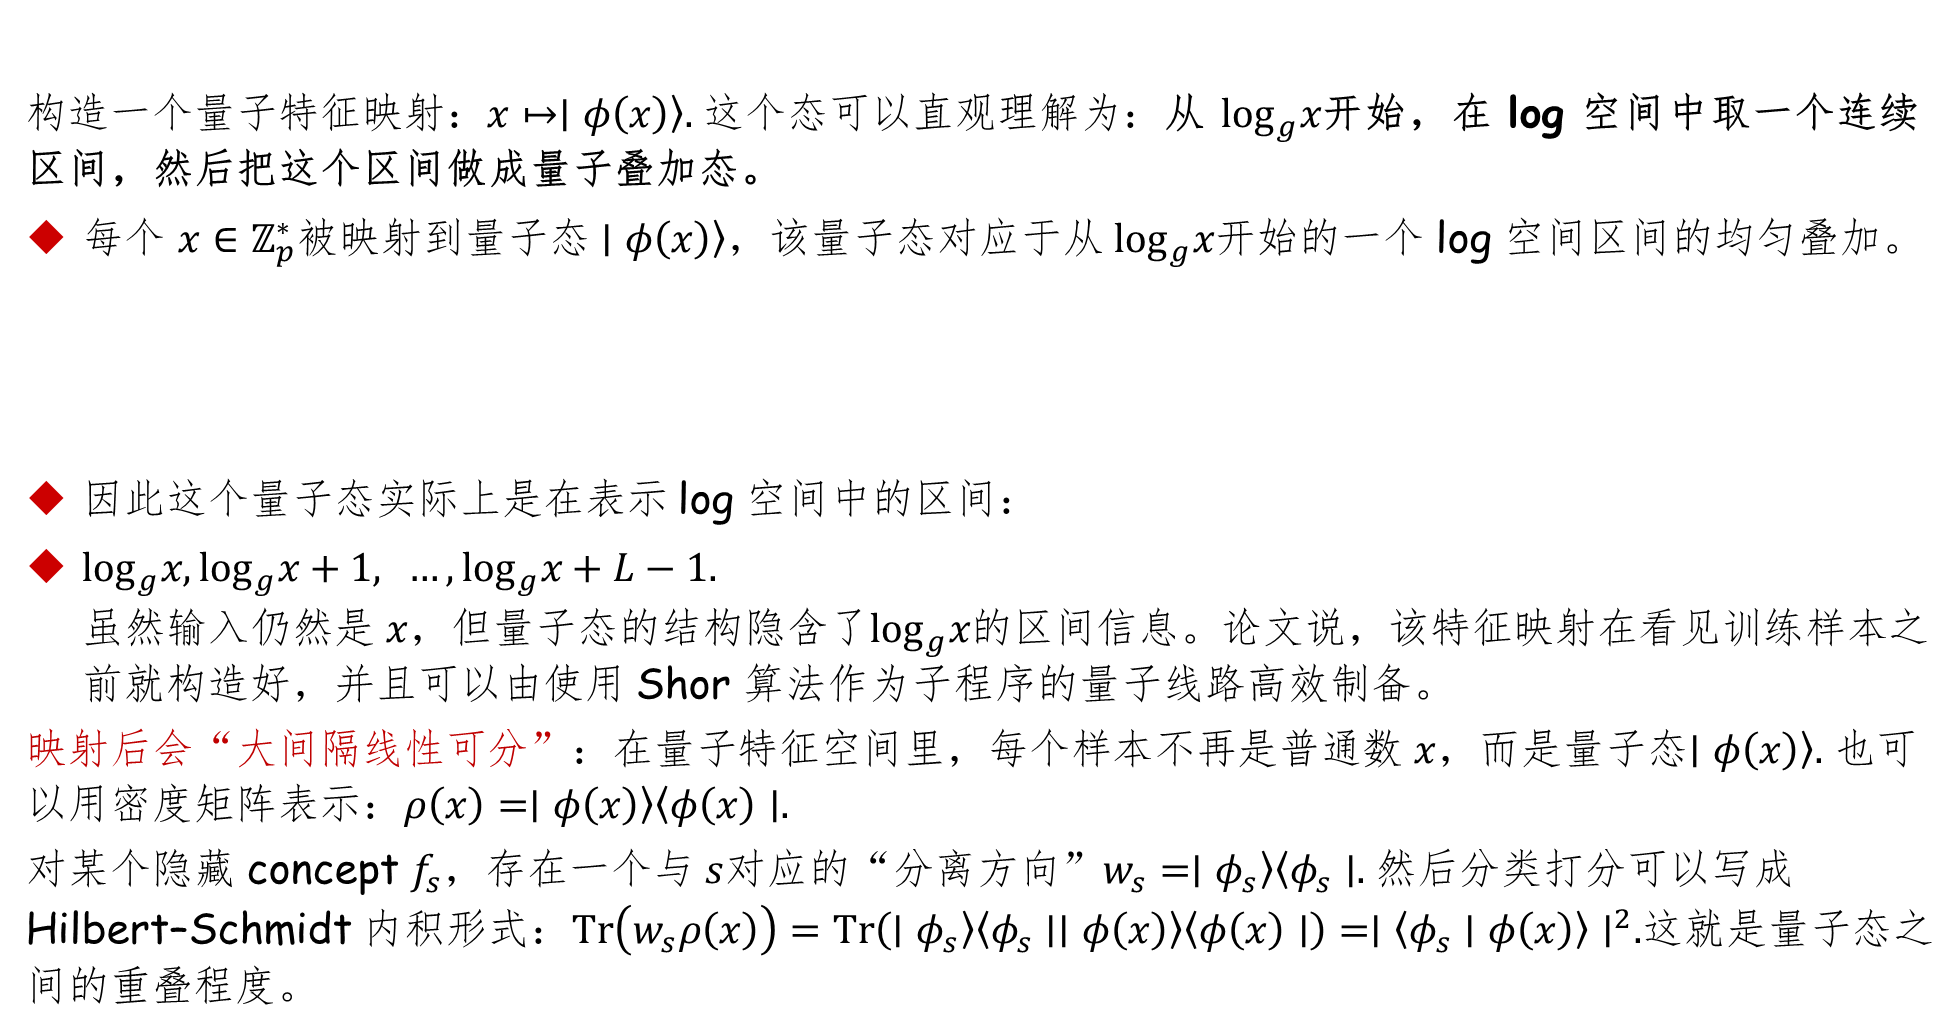 构造一个量子特征映射：x ↦| ϕ(x)⟩. 这个态可以直观理解为：从 log_g x开始，在 log 空间中取一个连续
区间，然后把这个区间做成量子叠加态。
◆ 每个 x ∈ ℤ_p^*被映射到量子态 | ϕ(x)⟩，该量子态对应于从 log_g x开始的一个 log 空间区间的均匀叠加。
◆ 因此这个量子态实际上是在表示 log 空间中的区间：
◆ log_g x, log_g x + 1, …, log_g x + L − 1.
虽然输入仍然是 x，但量子态的结构隐含了log_g x的区间信息。论文说，该特征映射在看见训练样本之
前就构造好，并且可以由使用 Shor 算法作为子程序的量子线路高效制备。
映射后会“大间隔线性可分”：在量子特征空间里，每个样本不再是普通数 x，而是量子态| ϕ(x)⟩. 也可
以用密度矩阵表示：ρ(x) =| ϕ(x)⟩⟨ϕ(x) |.
对某个隐藏 concept f_s，存在一个与 s对应的“分离方向”w_s =| ϕ_s⟩⟨ϕ_s |. 然后分类打分可以写成
Hilbert–Schmidt 内积形式：Tr(w_s ρ(x)) = Tr(| ϕ_s⟩⟨ϕ_s || ϕ(x)⟩⟨ϕ(x) |) =| ⟨ϕ_s | ϕ(x)⟩ |².这就是量子态之
间的重叠程度。